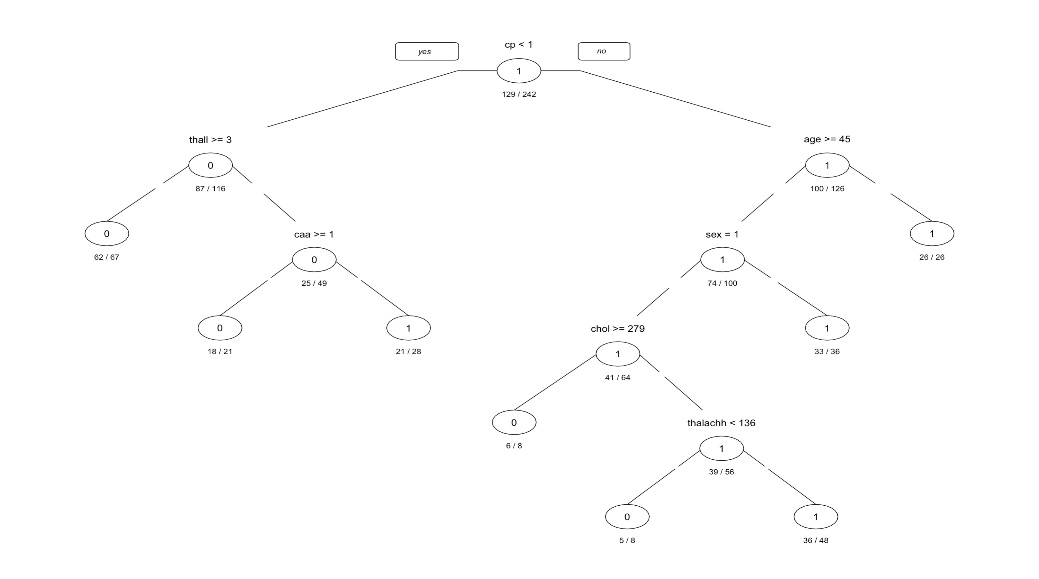 cp < 1
yes
no
1
129 / 242
thall >= 3
age >= 45
0
1
87 / 116
100 / 126
0
caa >= 1
sex = 1
1
62 / 67
0
1
26 / 26
25 / 49
74 / 100
0
1
chol >= 279
1
18 / 21
21 / 28
1
33 / 36
41 / 64
0
thalachh < 136
6 / 8
1
39 / 56
0
1
5 / 8
36 / 48